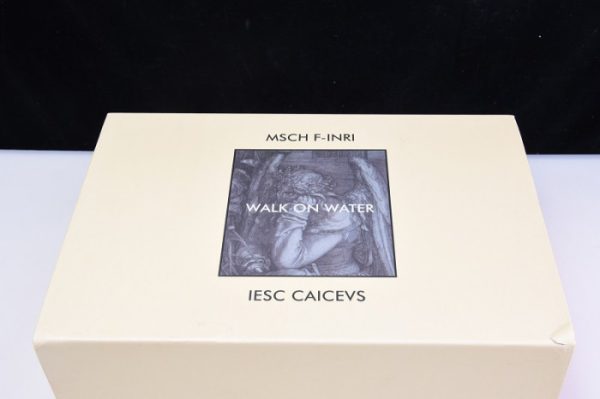 MSCH F-INRI
WALK ON WATER
IESC CAICEVS